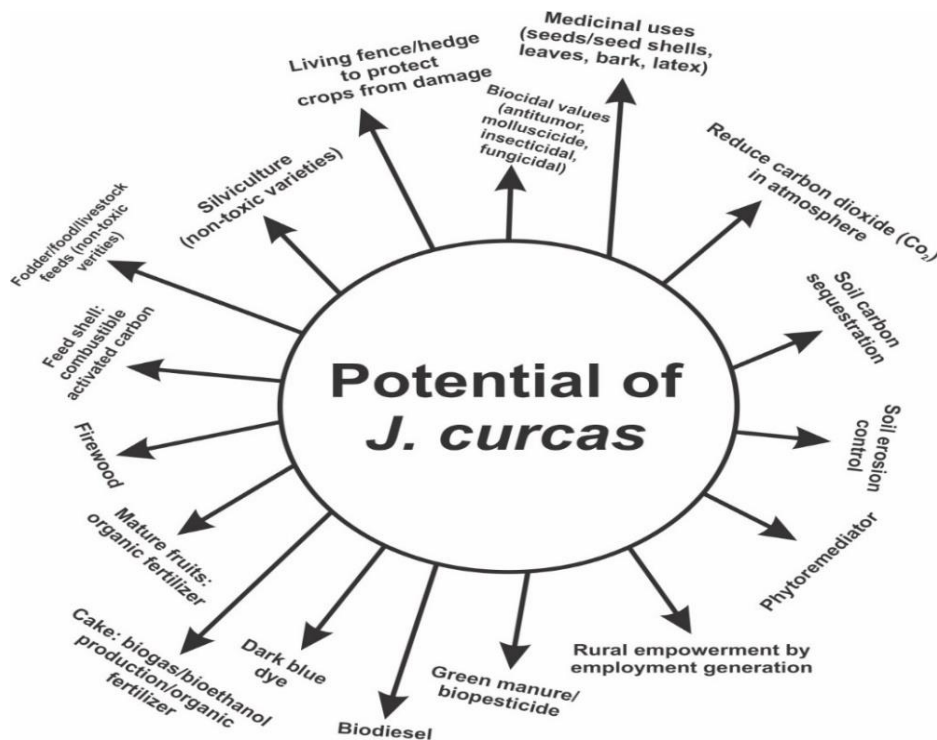 Potential of
J. curcas
Medicinal uses
(seeds/seed shells,
leaves, bark, latex)
Reduce carbon dioxide (Co₂)
in atmosphere
Soil carbon
sequestration
Soil erosion
control
Phytoremediator
Rural empowerment by
employment generation
Green manure/
biopesticide
Biodiesel
Dark blue
dye
Cake: biogas/bioethanol
production/organic
fertilizer
Mature fruits:
organic fertilizer
Firewood
Feed shell:
combustible
activated carbon
Fodder/food/livestock
feeds (non-toxic
verities)
Silviculture
(non-toxic varieties)
Living fence/hedge
to protect
crops from damage
Biocidal values
(antitumor,
molluscicide,
insecticidal,
fungicidal)